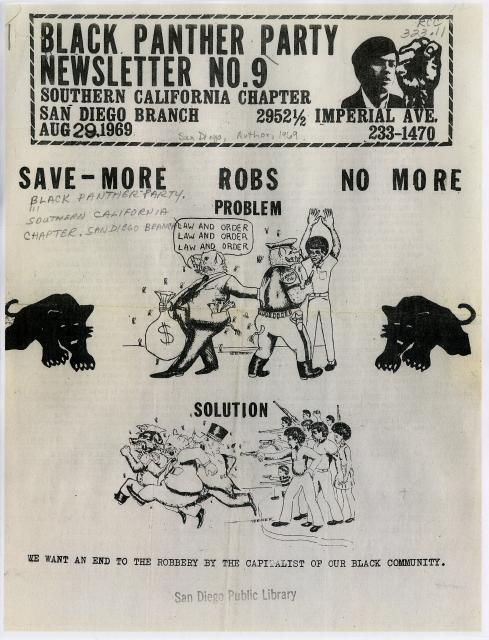 BLACK PANTHER PARTY
NEWSLETTER NO.9
SOUTHERN CALIFORNIA CHAPTER
SAN DIEGO BRANCH 2952½ IMPERIAL AVE.
AUG 29,1969 233-1470
San Diego, Author, 1969.
RCC
323.11
SAVE-MORE ROBS NO MORE
BLACK PANTHER PARTY.
SOUTHERN CALIFORNIA
CHAPTER. SAN DIEGO BRANCH
PROBLEM
LAW AND ORDER
LAW AND ORDER
LAW AND ORDER
$
SOLUTION
WE WANT AN END TO THE ROBBERY BY THE CAPITALIST OF OUR BLACK COMMUNITY.
San Diego Public Library